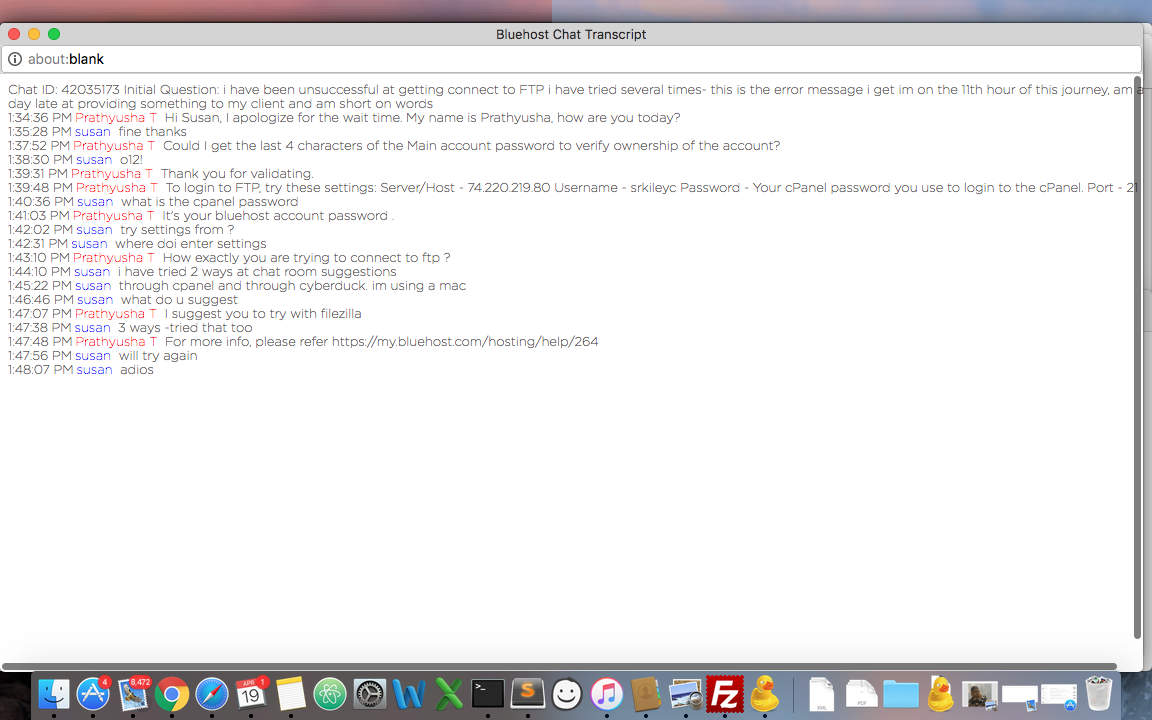 Bluehost Chat Transcript
about:blank
Chat ID: 42035173 Initial Question: i have been unsuccessful at getting connect to FTP i have tried several times- this is the error message i get im on the 11th hour of this journey, am a
day late at providing something to my client and am short on words
1:34:36 PM Prathyusha T Hi Susan, I apologize for the wait time. My name is Prathyusha, how are you today?
1:35:28 PM susan fine thanks
1:37:52 PM Prathyusha T Could I get the last 4 characters of the Main account password to verify ownership of the account?
1:38:30 PM susan o12!
1:39:31 PM Prathyusha T Thank you for validating.
1:39:48 PM Prathyusha T To login to FTP, try these settings: Server/Host - 74.220.219.80 Username - srkileyc Password - Your cPanel password you use to login to the cPanel. Port - 21
1:40:36 PM susan what is the cpanel password
1:41:03 PM Prathyusha T It's your bluehost account password .
1:42:02 PM susan try settings from ?
1:42:31 PM susan where doi enter settings
1:43:10 PM Prathyusha T How exactly you are trying to connect to ftp ?
1:44:10 PM susan i have tried 2 ways at chat room suggestions
1:45:22 PM susan through cpanel and through cyberduck. im using a mac
1:46:46 PM susan what do u suggest
1:47:07 PM Prathyusha T I suggest you to try with filezilla
1:47:38 PM susan 3 ways -tried that too
1:47:48 PM Prathyusha T For more info, please refer https://my.bluehost.com/hosting/help/264
1:47:56 PM susan will try again
1:48:07 PM susan adios
4
8,472
APR
19
1
XML
PDF